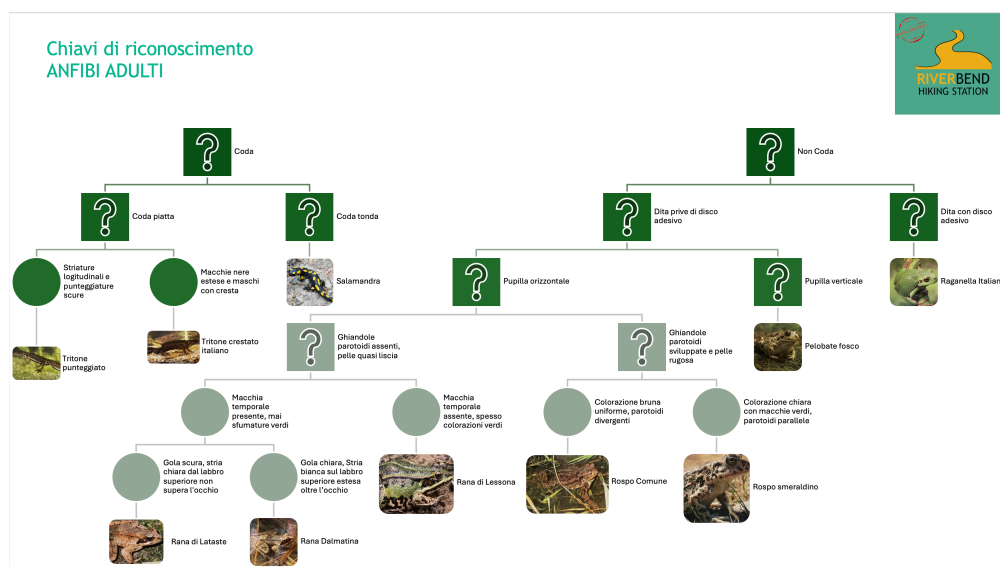 Chiavi di riconoscimento
ANFIBI ADULTI
RIVERBEND
HIKING STATION
Coda
Non Coda
Coda piatta
Coda tonda
Dita prive di disco
adesivo
Dita con disco
adesivo
Striature
logitudinali e
punteggiature
scure
Macchie nere
estese e maschi
con cresta
Salamandra
Pupilla orizzontale
Pupilla verticale
Raganella Italian
Tritone
punteggiato
Tritone crestato
italiano
Ghiandole
parotoidi assenti,
pelle quasi liscia
Ghiandole
parotoidi
sviluppate e pelle
rugosa
Pelobate fosco
Macchia
temporale
presente, mai
sfumature verdi
Macchia
temporale
assente, spesso
colorazioni verdi
Colorazione bruna
uniforme, parotoidi
divergenti
Colorazione chiara
con macchie verdi,
parotoidi parallele
Gola scura, stria
chiara dal labbro
superiore non
supera l'occhio
Gola chiara, Stria
bianca sul labbro
superiore estesa
oltre l'occhio
Rana di Lessona
Rospo Comune
Rospo smeraldino
Rana di Lataste
Rana Dalmatina